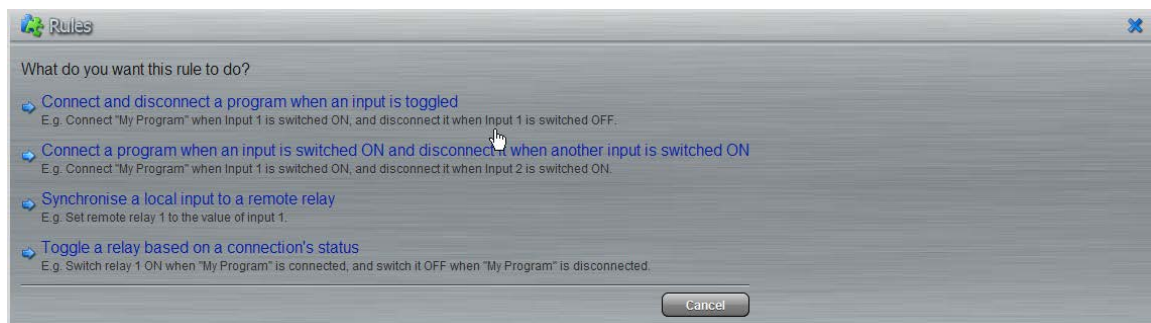 Rules
What do you want this rule to do?
Connect and disconnect a program when an input is toggled
E.g. Connect "My Program" when Input 1 is switched ON, and disconnect it when Input 1 is switched OFF.
Connect a program when an input is switched ON and disconnect it when another input is switched ON
E.g. Connect "My Program" when Input 1 is switched ON, and disconnect it when Input 2 is switched ON.
Synchronise a local input to a remote relay
E.g. Set remote relay 1 to the value of input 1.
Toggle a relay based on a connection's status
E.g. Switch relay 1 ON when "My Program" is connected, and switch it OFF when "My Program" is disconnected.
Cancel